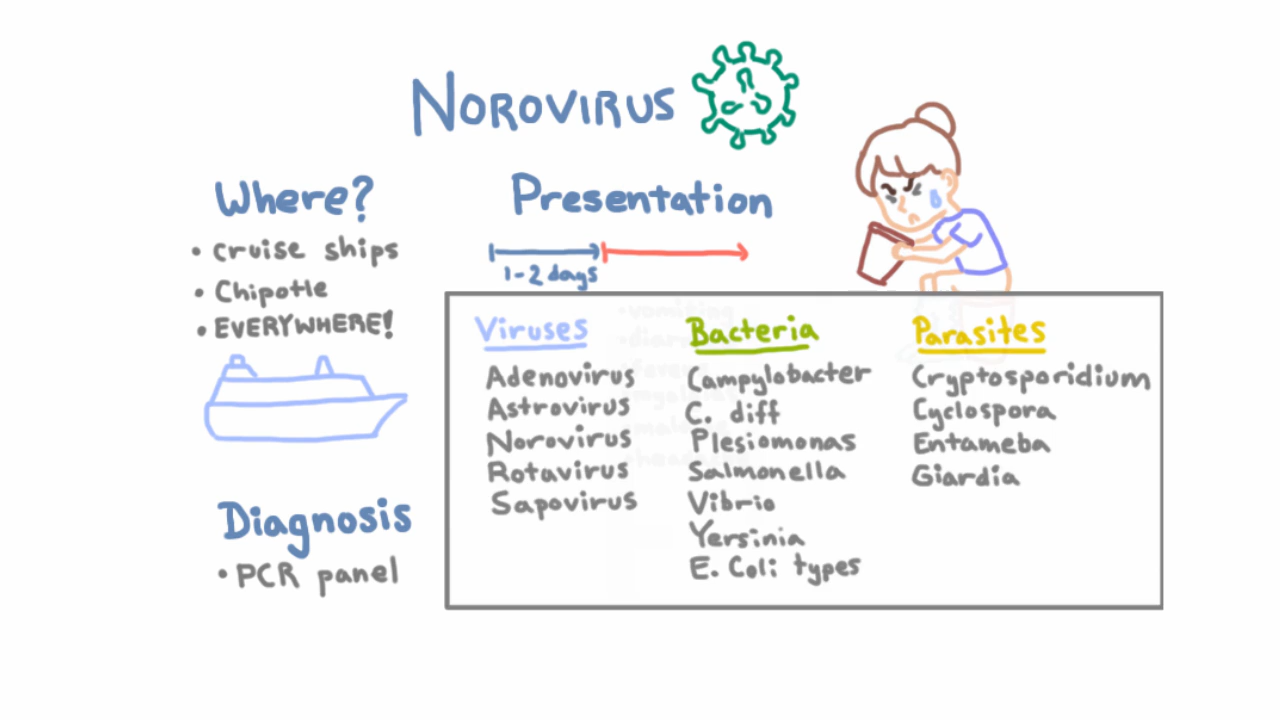 NOROVIRUS
Where?
• cruise ships
• Chipotle
• EVERYWHERE!
Presentation
1-2 days
Viruses
Adenovirus
Astrovirus
Norovirus
Rotavirus
Sapovirus
Bacteria
Campylobacter
C. diff
Plesiomonas
Salmonella
Vibrio
Yersinia
E. Coli types
Parasites
Cryptosporidium
Cyclospora
Entameba
Giardia
Diagnosis
• PCR panel